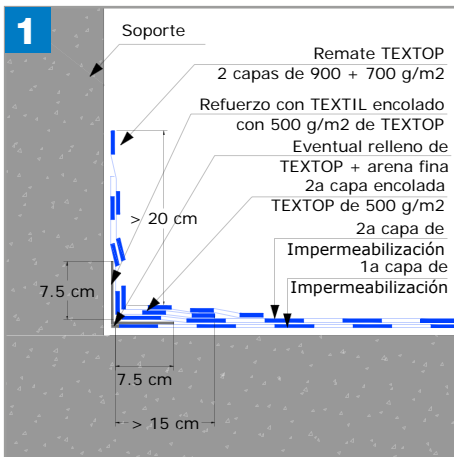 1
Soporte
Remate TEXTOP
2 capas de 900 + 700 g/m2
Refuerzo con TEXTIL encolado
con 500 g/m2 de TEXTOP
Eventual relleno de
TEXTOP + arena fina
2a capa encolada
TEXTOP de 500 g/m2
2a capa de
Impermeabilización
1a capa de
Impermeabilización
> 20 cm
7.5 cm
7.5 cm
> 15 cm